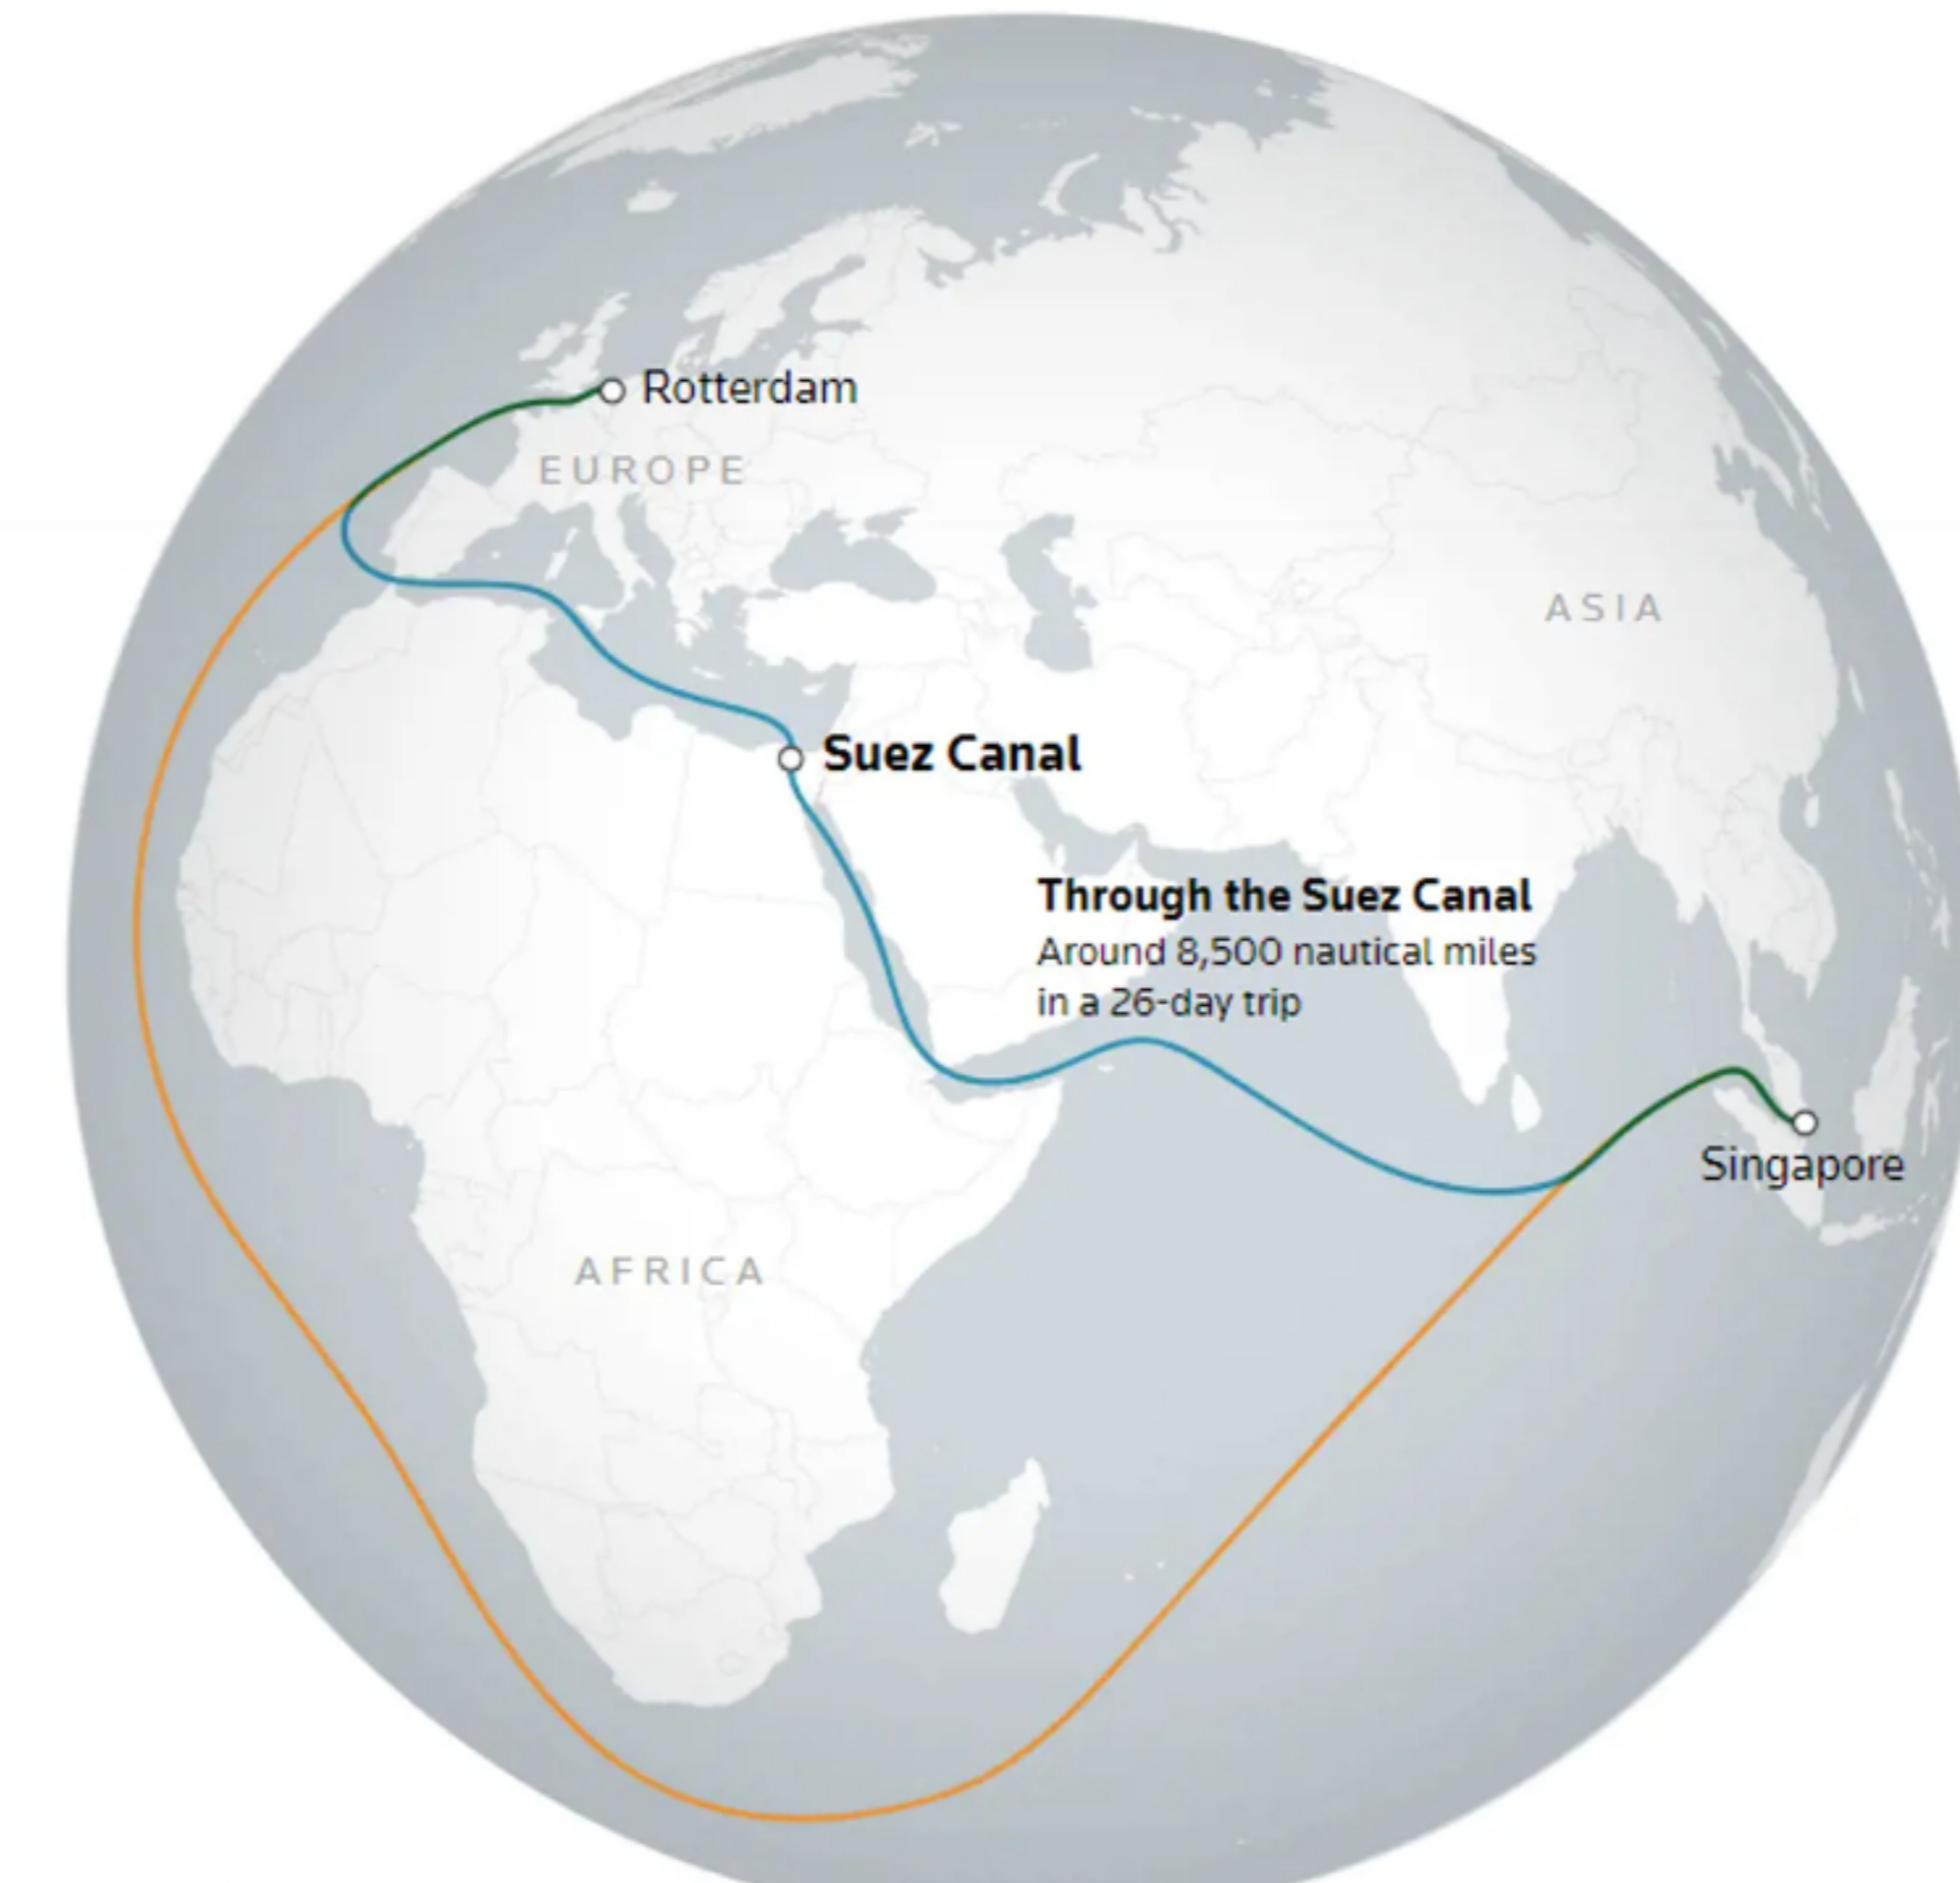 Rotterdam
EUROPE
ASIA
Suez Canal
Through the Suez Canal
Around 8,500 nautical miles
in a 26-day trip
Singapore
AFRICA